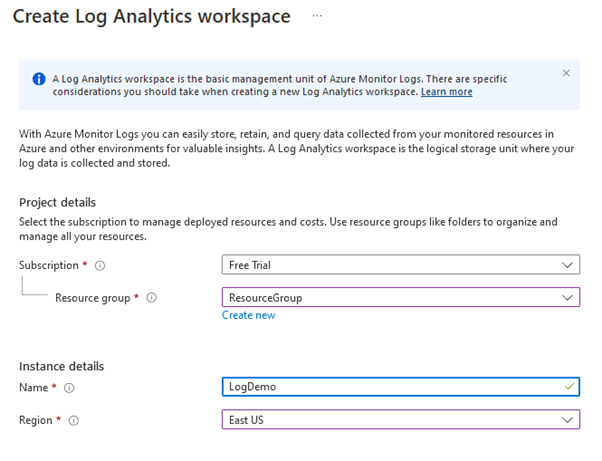 Create Log Analytics workspace ...
A Log Analytics workspace is the basic management unit of Azure Monitor Logs. There are specific
considerations you should take when creating a new Log Analytics workspace. Learn more
With Azure Monitor Logs you can easily store, retain, and query data collected from your monitored resources in
Azure and other environments for valuable insights. A Log Analytics workspace is the logical storage unit where your
log data is collected and stored.
Project details
Select the subscription to manage deployed resources and costs. Use resource groups like folders to organize and
manage all your resources.
Subscription * Free Trial
Resource group * ResourceGroup
Create new
Instance details
Name * LogDemo
Region * East US